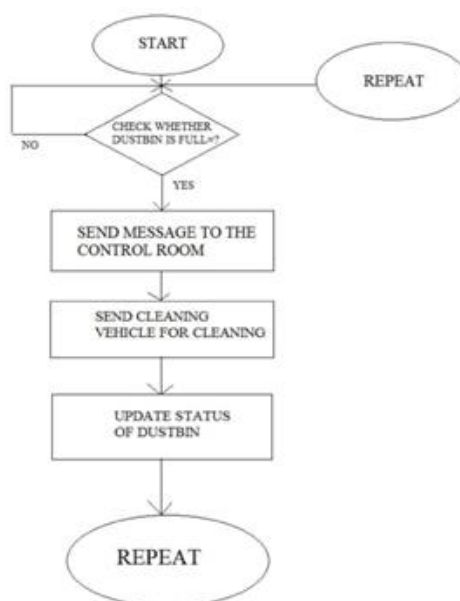 START
REPEAT
CHECK WHETHER
DUSTBIN IS FULL=?
NO
YES
SEND MESSAGE TO THE
CONTROL ROOM
SEND CLEANING
VEHICLE FOR CLEANING
UPDATE STATUS
OF DUSTBIN
REPEAT